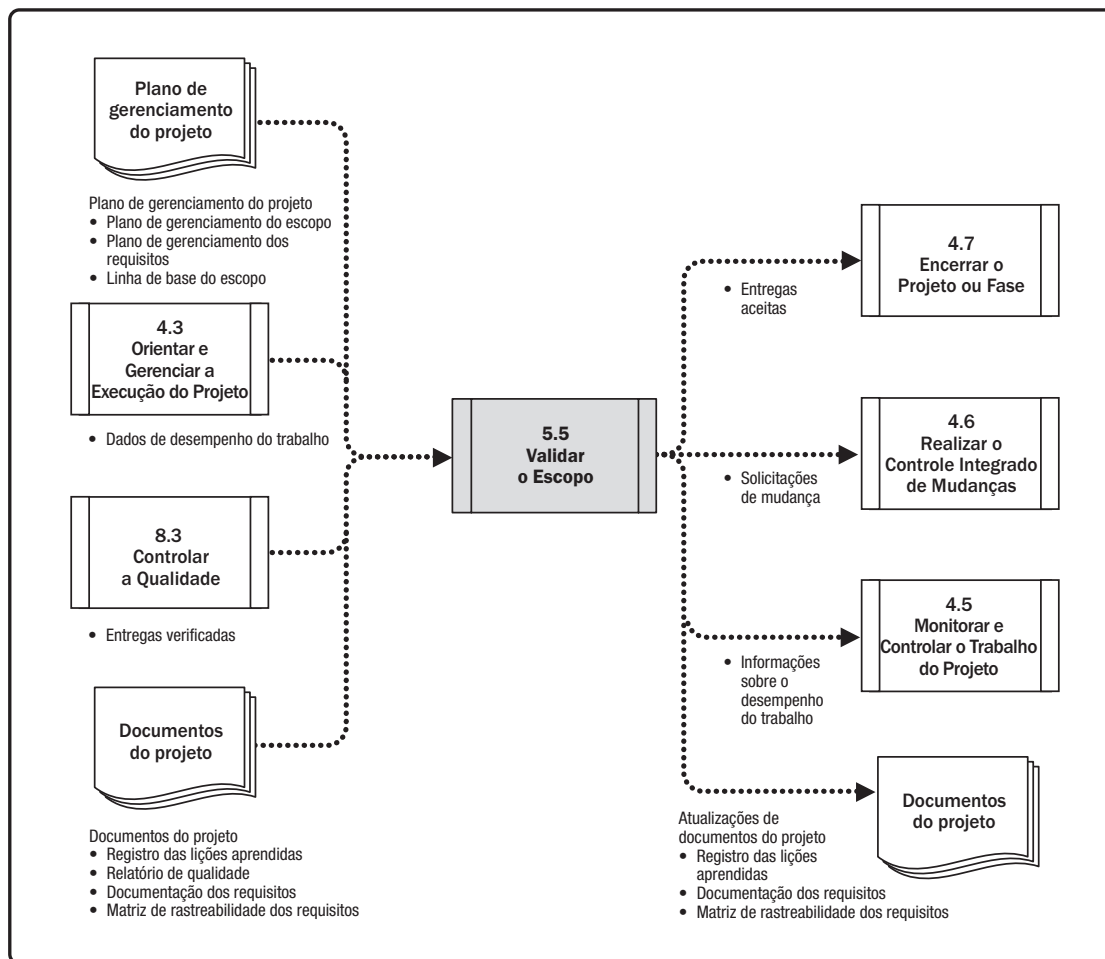 Plano de
gerenciamento
do projeto
Plano de gerenciamento do projeto
• Plano de gerenciamento do escopo
• Plano de gerenciamento dos
requisitos
• Linha de base do escopo
4.3
Orientar e
Gerenciar a
Execução do Projeto
• Dados de desempenho do trabalho
8.3
Controlar
a Qualidade
• Entregas verificadas
Documentos
do projeto
Documentos do projeto
• Registro das lições aprendidas
• Relatório de qualidade
• Documentação dos requisitos
• Matriz de rastreabilidade dos requisitos
5.5
Validar
o Escopo
• Entregas
aceitas
4.7
Encerrar o
Projeto ou Fase
• Solicitações
de mudança
4.6
Realizar o
Controle Integrado
de Mudanças
• Informações
sobre o
desempenho
do trabalho
4.5
Monitorar e
Controlar o Trabalho
do Projeto
Atualizações de
documentos do projeto
• Registro das lições
aprendidas
• Documentação dos requisitos
• Matriz de rastreabilidade dos requisitos
Documentos
do projeto